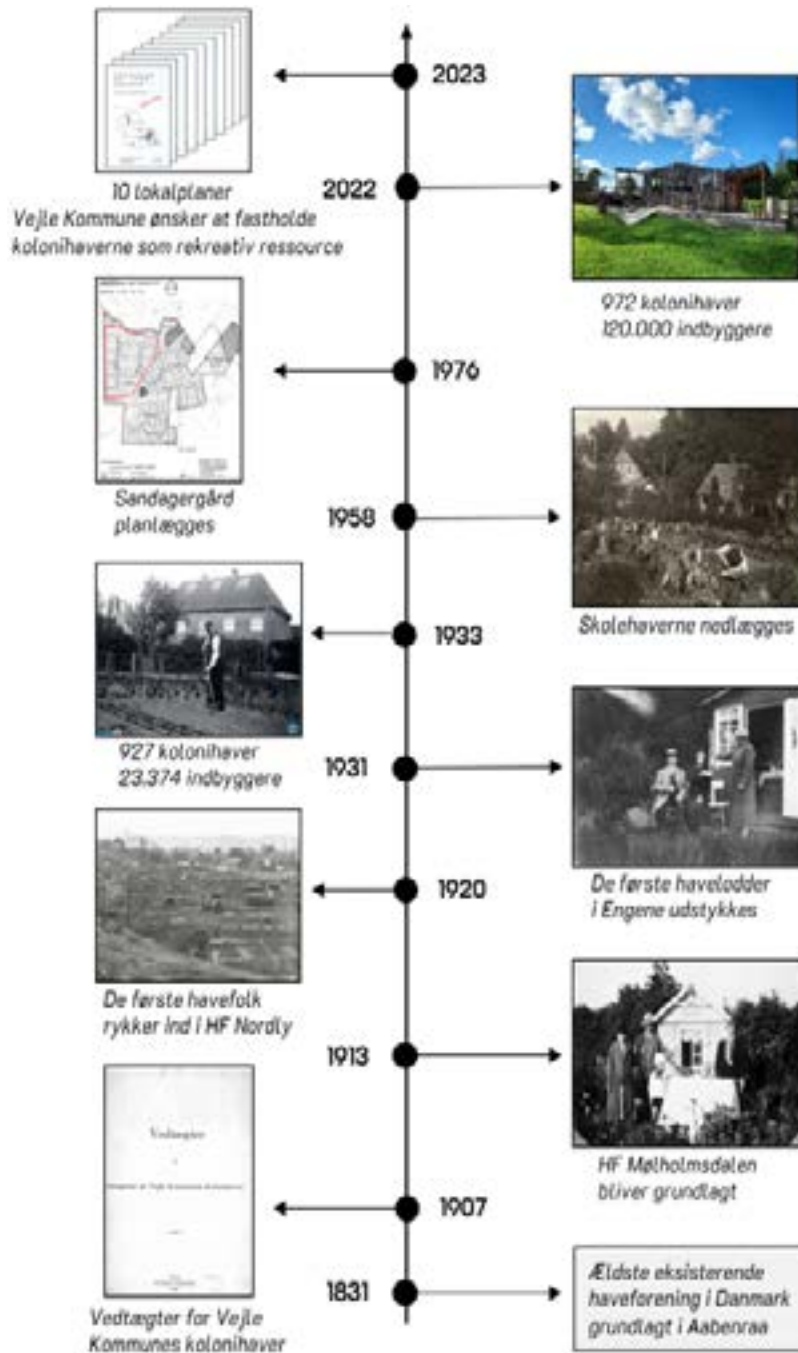 2023
10 lokalplaner
Vejle Kommune ønsker at fastholde
kolonihaverne som rekreativ ressource
2022
972 kolonihaver
120.000 indbyggere
1976
Sandagergård
planlægges
1958
Skolehaverne nedlægges
1933
927 kolonihaver
23.374 indbyggere
1931
De første havelodder
i Engene udstykkes
1920
De første havefolk
rykker ind i HF Nordly
1913
HF Mølholmsdalen
bliver grundlagt
Vedtægter
1907
Vedtægter for Vejle
Kommunes kolonihaver
1831
Ældste eksisterende
haveforening i Danmark
grundlagt i Aabenraa